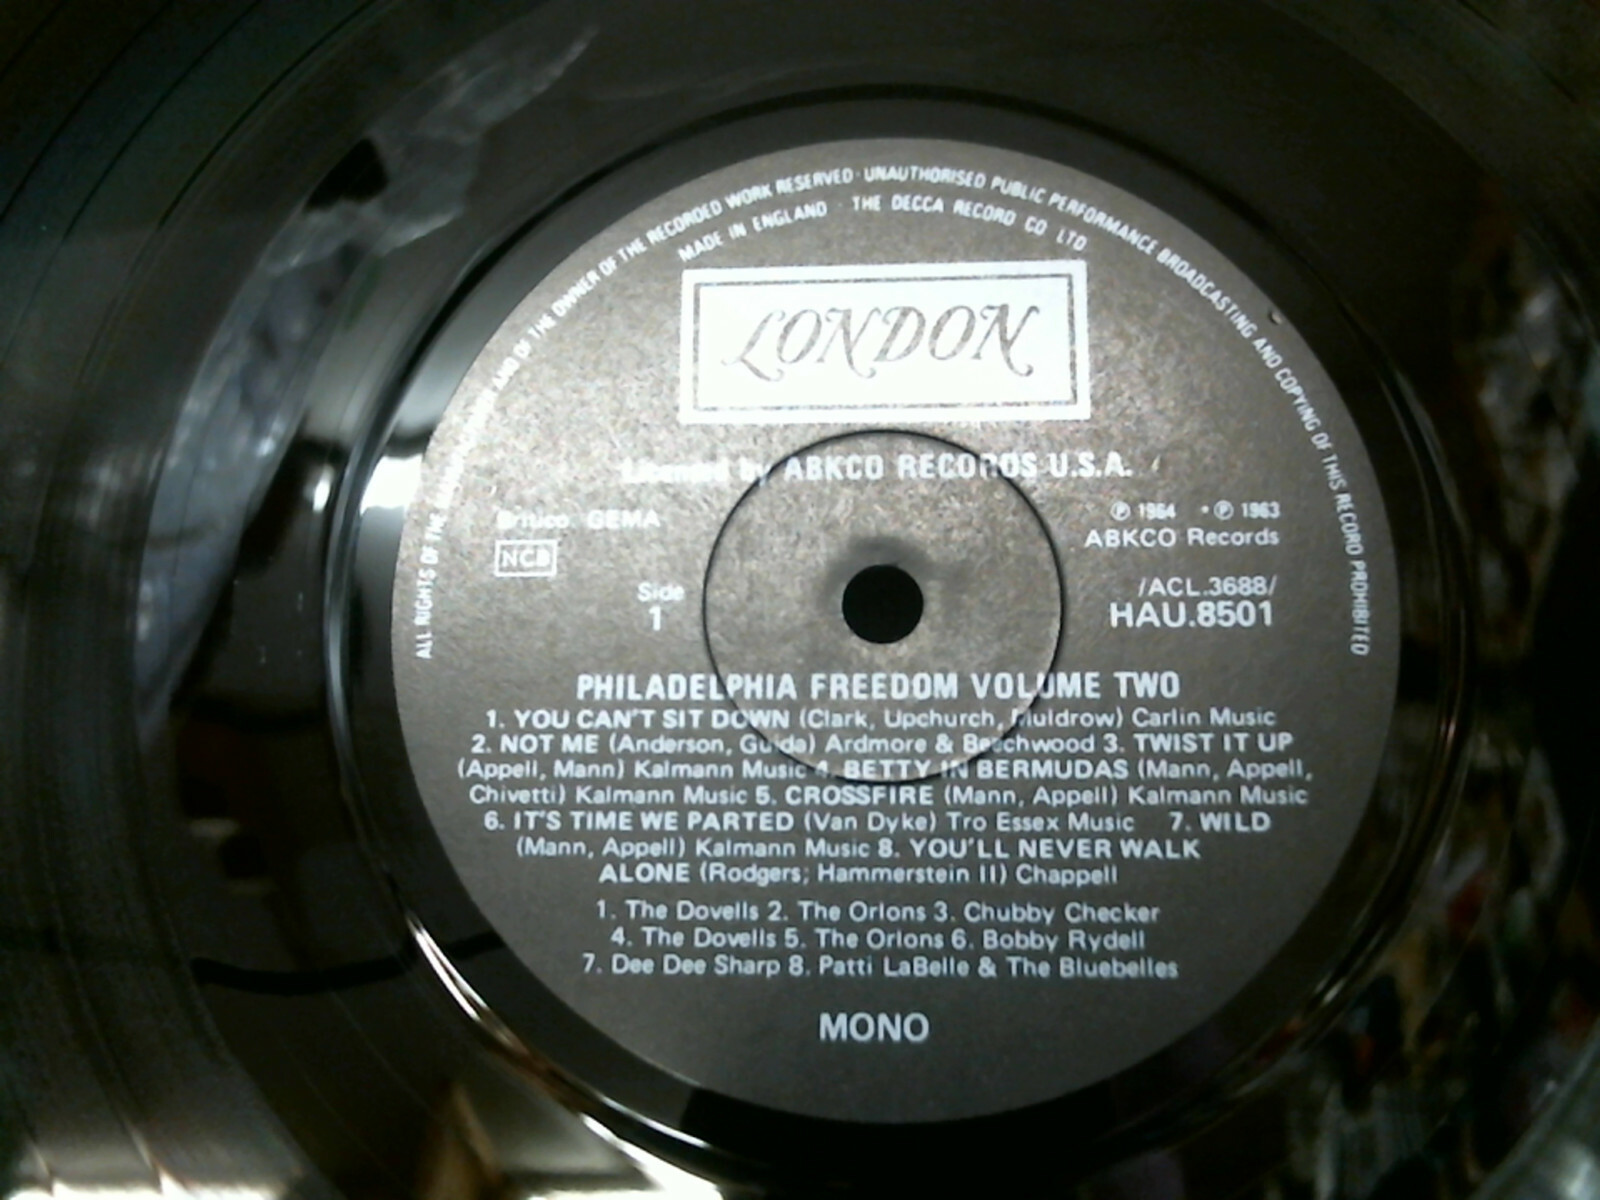 ALL RIGHTS OF THE MANUFACTURER AND OF THE OWNER OF THE RECORDED WORK RESERVED · UNAUTHORISED PUBLIC PERFORMANCE BROADCASTING AND COPYING OF THIS RECORD PROHIBITED
MADE IN ENGLAND · THE DECCA RECORD CO LTD
LONDON
Licensed by ABKCO RECORDS U.S.A.
Britico GEMA
NCB
℗ 1964 • ℗ 1963
ABKCO Records
Side
1
/ACL.3688/
HAU.8501
PHILADELPHIA FREEDOM VOLUME TWO
1. YOU CAN'T SIT DOWN (Clark, Upchurch, Muldrow) Carlin Music
2. NOT ME (Anderson, Guida) Ardmore & Beechwood 3. TWIST IT UP
(Appell, Mann) Kalmann Music 4. BETTY IN BERMUDAS (Mann, Appell,
Chivetti) Kalmann Music 5. CROSSFIRE (Mann, Appell) Kalmann Music
6. IT'S TIME WE PARTED (Van Dyke) Tro Essex Music 7. WILD
(Mann, Appell) Kalmann Music 8. YOU'LL NEVER WALK
ALONE (Rodgers; Hammerstein II) Chappell
1. The Dovells 2. The Orlons 3. Chubby Checker
4. The Dovells 5. The Orlons 6. Bobby Rydell
7. Dee Dee Sharp 8. Patti LaBelle & The Bluebelles
MONO